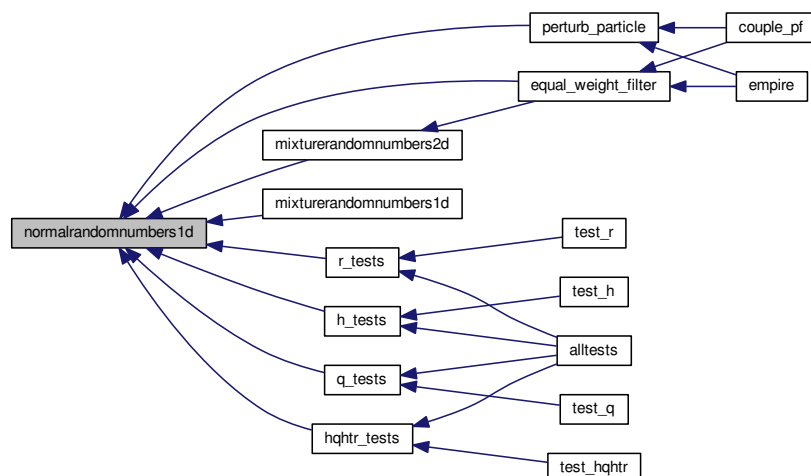 perturb_particle
couple_pf
equal_weight_filter
empire
mixturerandomnumbers2d
mixturerandomnumbers1d
normalrandomnumbers1d
test_r
r_tests
test_h
h_tests
alltests
q_tests
test_q
hqhtr_tests
test_hqhtr